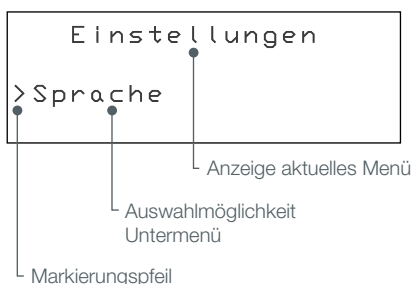 Einstellungen
>Sprache
Anzeige aktuelles Menü
Auswahlmöglichkeit
Untermenü
Markierungspfeil